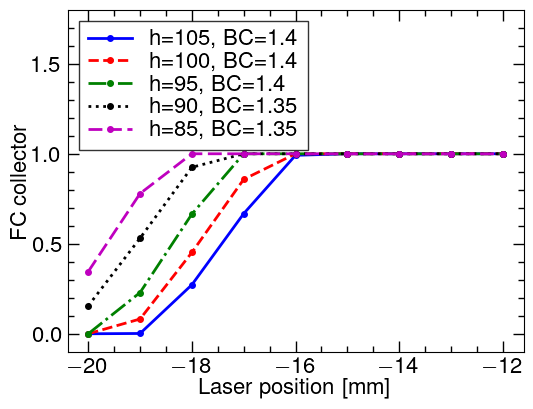 h=105, BC=1.4
h=100, BC=1.4
h=95, BC=1.4
h=90, BC=1.35
h=85, BC=1.35
FC collector
1.5
1.0
0.5
0.0
−20 −18 −16 −14 −12
Laser position [mm]